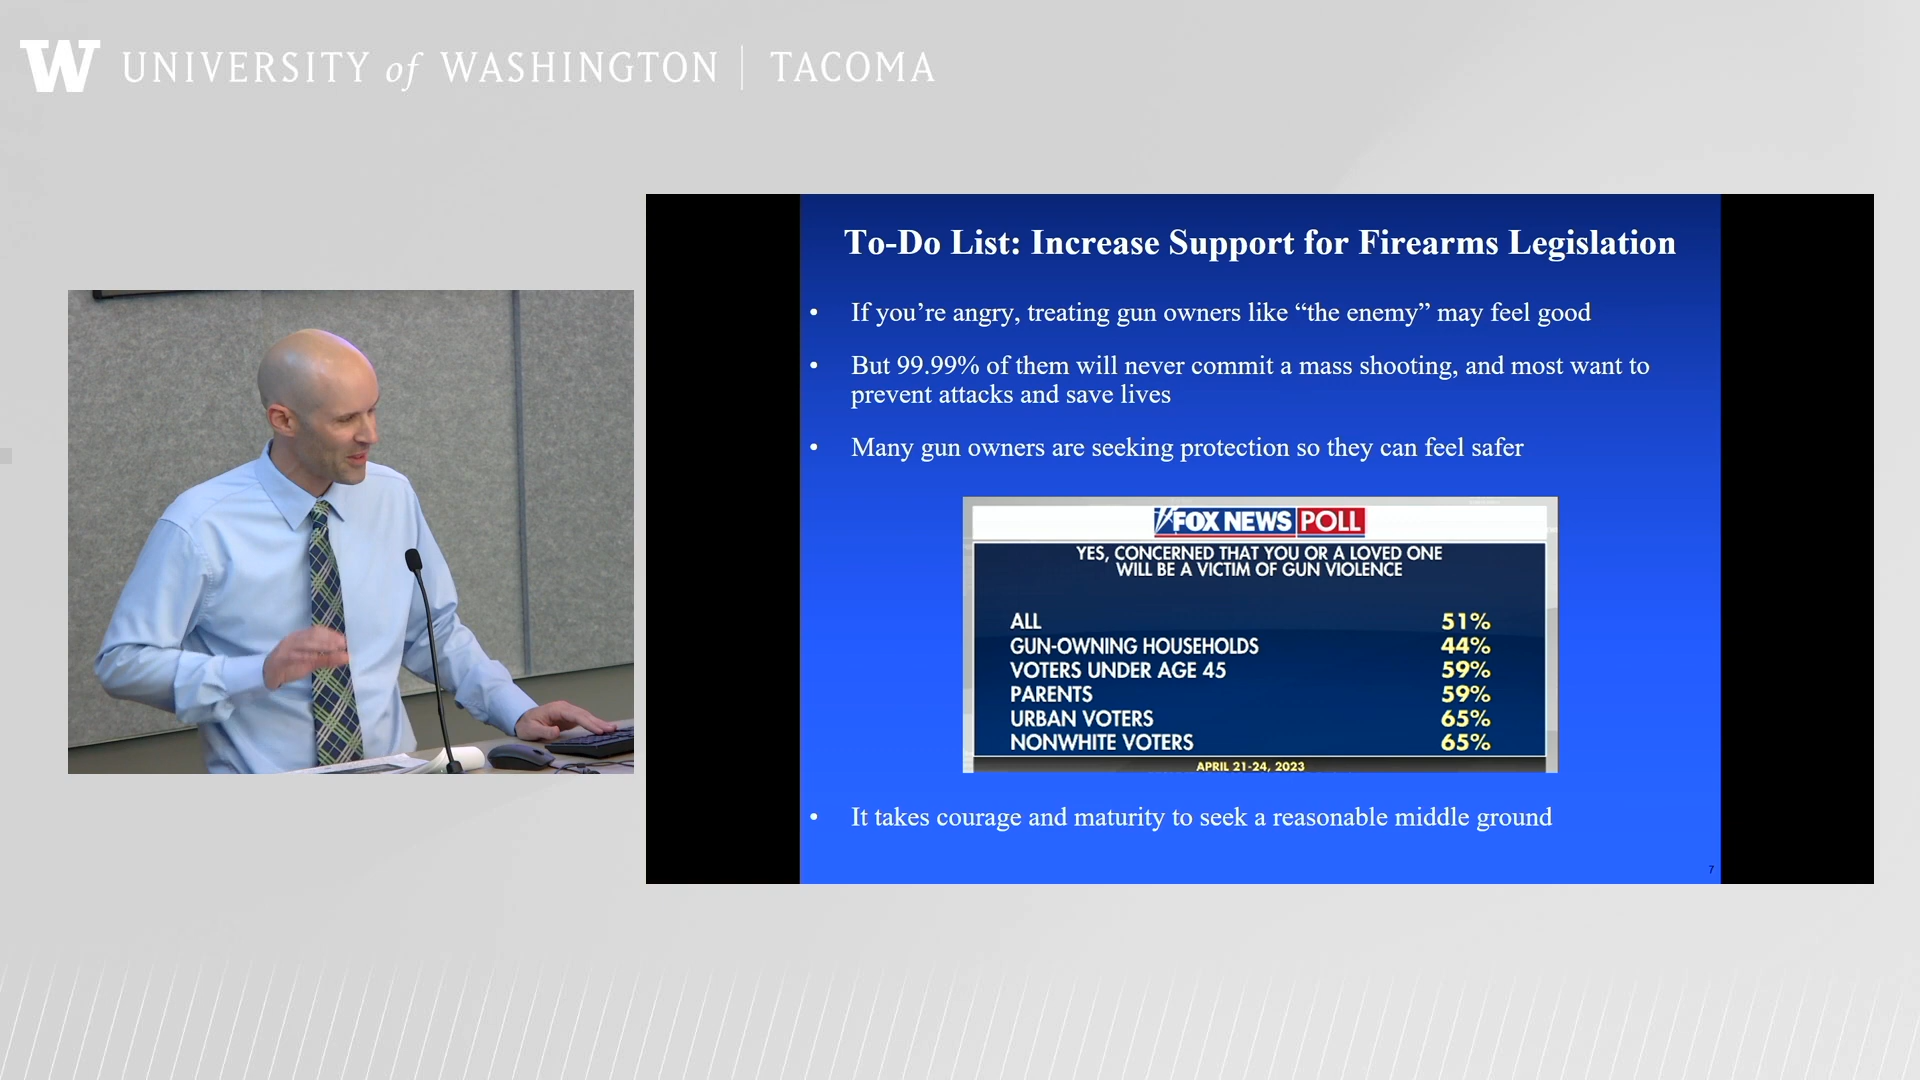 W UNIVERSITY of WASHINGTON | TACOMA
To-Do List: Increase Support for Firearms Legislation
• If you’re angry, treating gun owners like “the enemy” may feel good
• But 99.99% of them will never commit a mass shooting, and most want to
prevent attacks and save lives
• Many gun owners are seeking protection so they can feel safer
FOX NEWS POLL
YES, CONCERNED THAT YOU OR A LOVED ONE
WILL BE A VICTIM OF GUN VIOLENCE
ALL 51%
GUN-OWNING HOUSEHOLDS 44%
VOTERS UNDER AGE 45 59%
PARENTS 59%
URBAN VOTERS 65%
NONWHITE VOTERS 65%
APRIL 21-24, 2023
• It takes courage and maturity to seek a reasonable middle ground
7